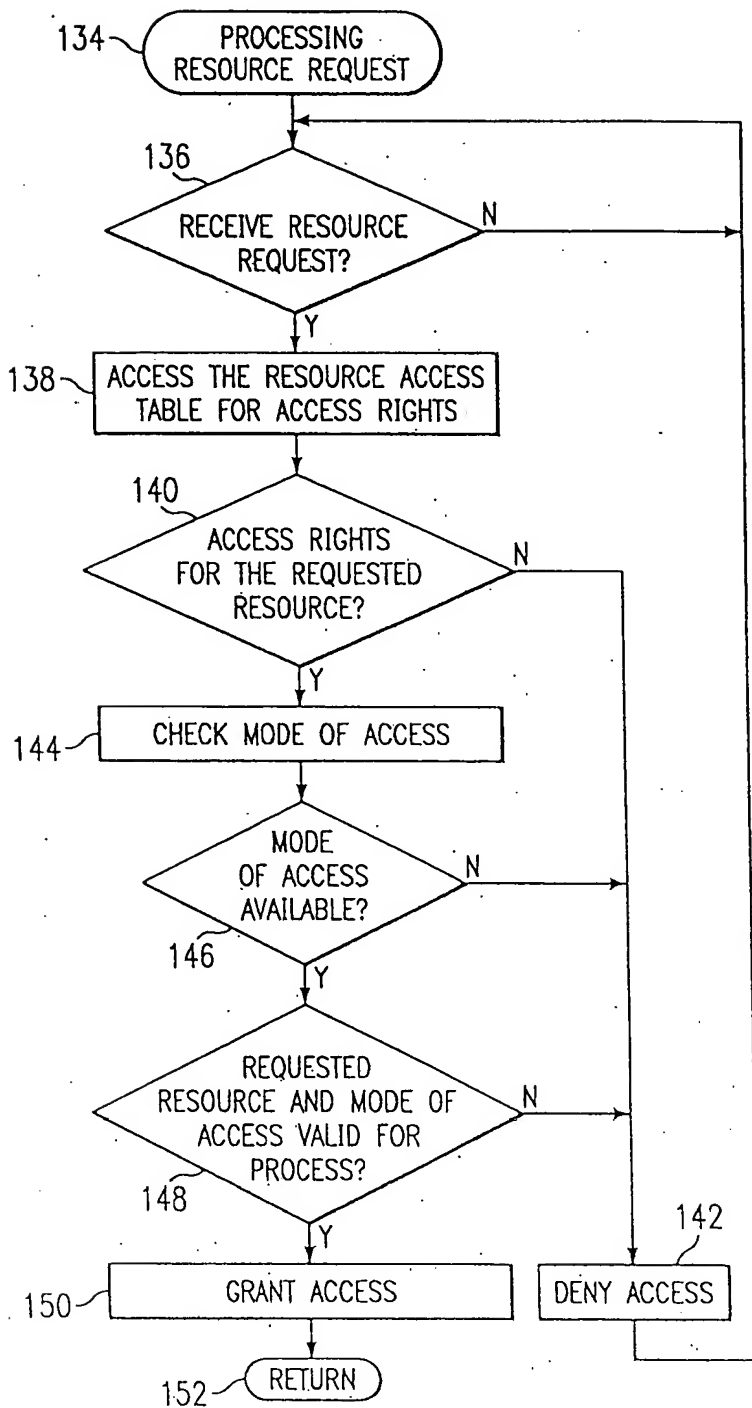 134
PROCESSING
RESOURCE REQUEST
136
RECEIVE RESOURCE
REQUEST?
N
Y
138
ACCESS THE RESOURCE ACCESS
TABLE FOR ACCESS RIGHTS
140
ACCESS RIGHTS
FOR THE REQUESTED
RESOURCE?
N
Y
144
CHECK MODE OF ACCESS
MODE
OF ACCESS
AVAILABLE?
N
146
Y
REQUESTED
RESOURCE AND MODE OF
ACCESS VALID FOR
PROCESS?
N
148
Y
142
150
GRANT ACCESS
DENY ACCESS
152
RETURN